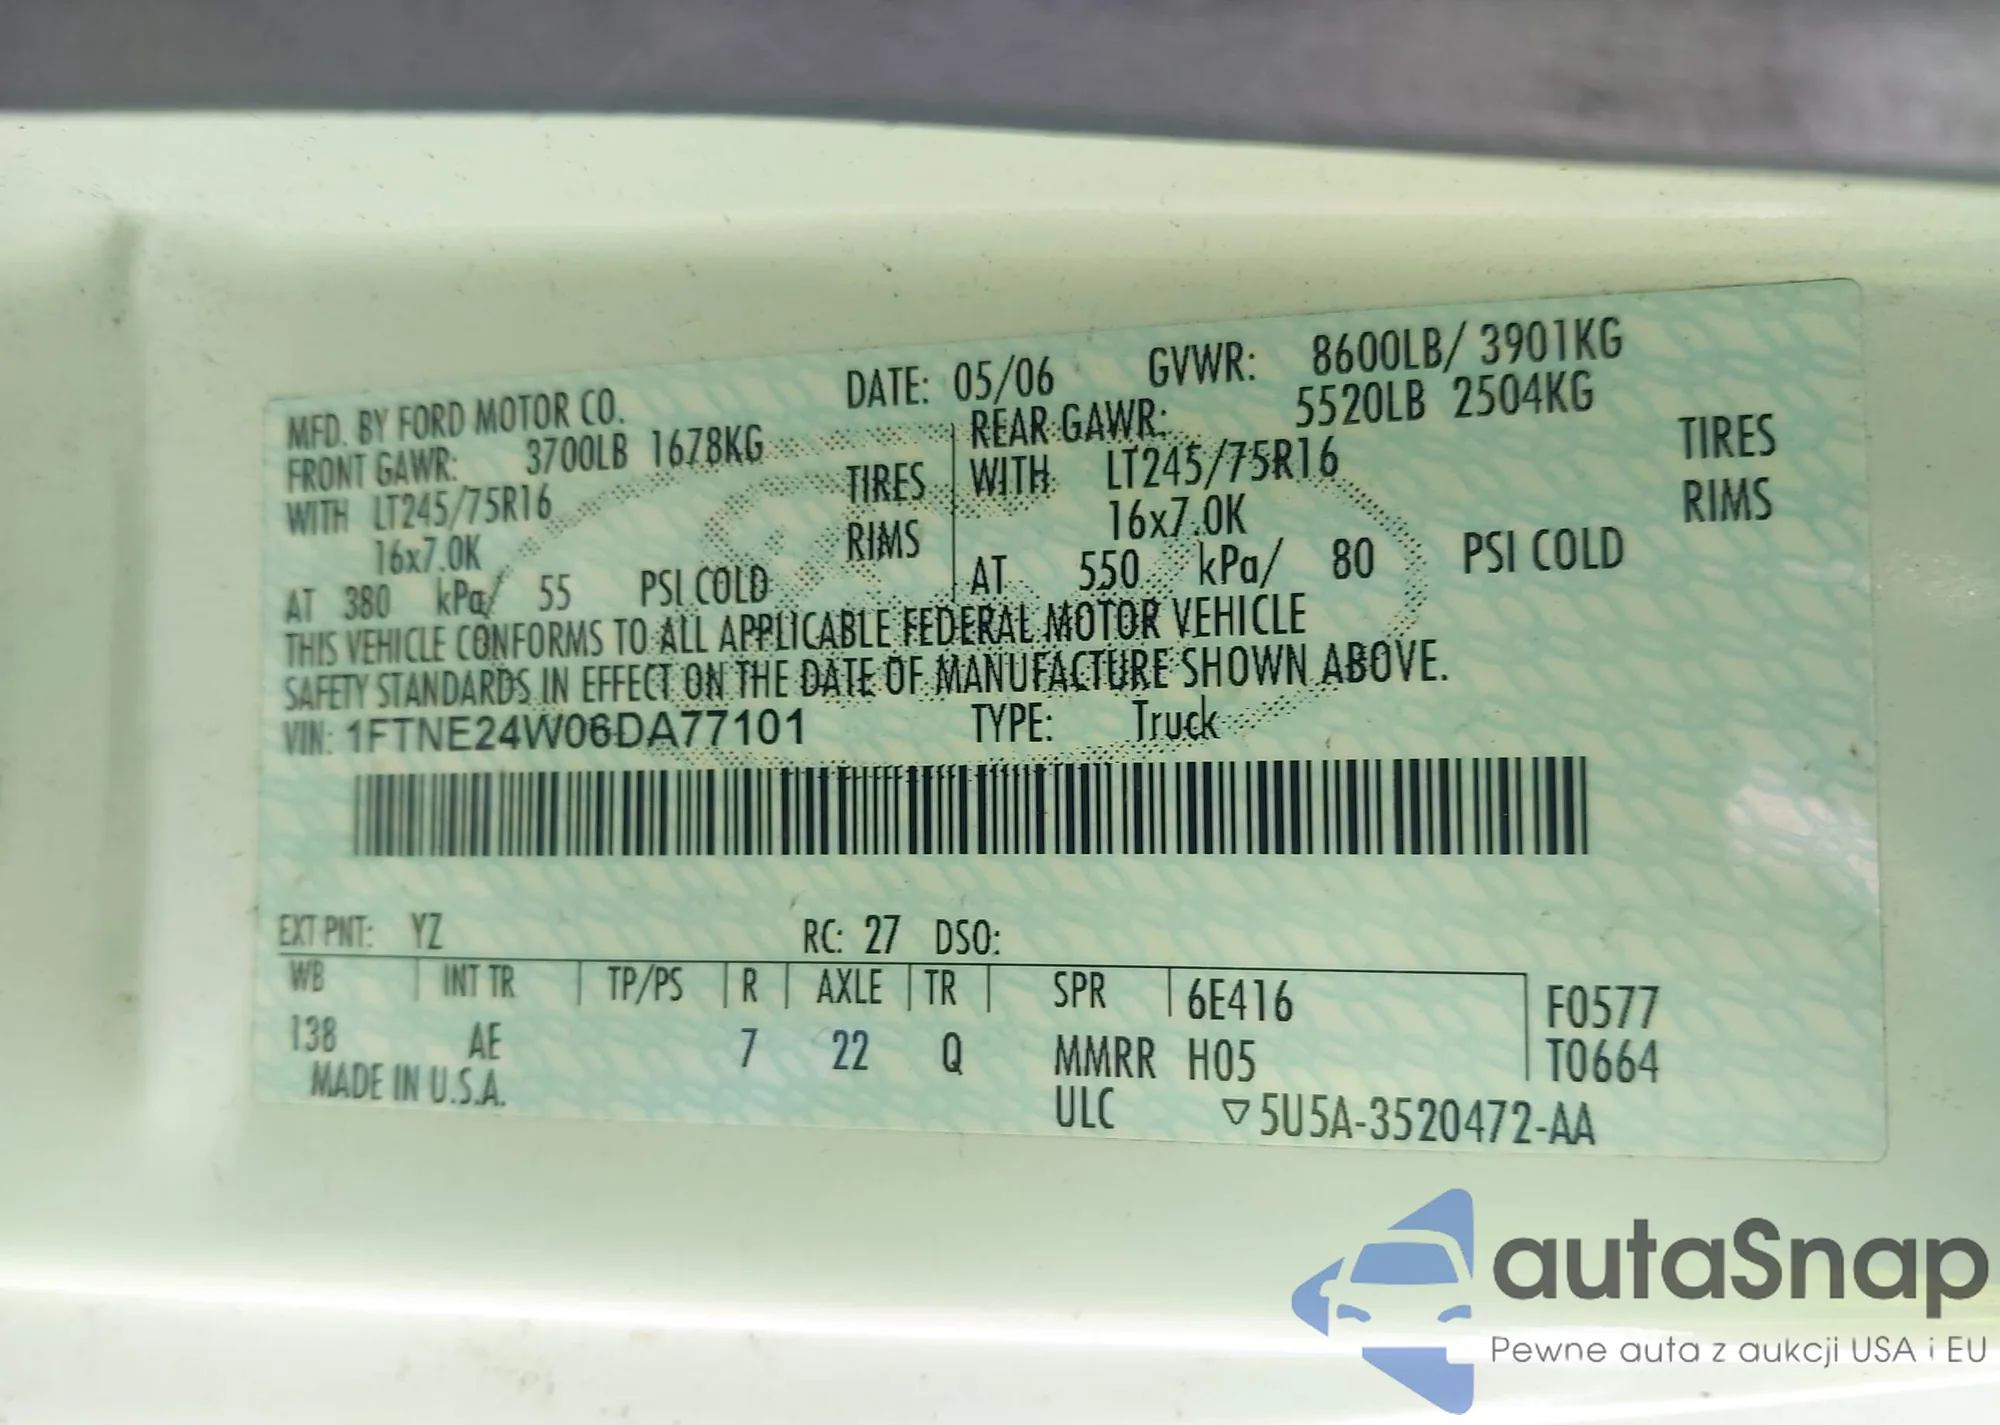 MFD. BY FORD MOTOR CO. DATE: 05/06 GVWR: 8600LB/ 3901KG
FRONT GAWR: 3700LB 1678KG REAR GAWR: 5520LB 2504KG
WITH LT245/75R16 TIRES WITH LT245/75R16 TIRES
16x7.0K RIMS 16x7.0K RIMS
AT 380 kPa/ 55 PSI COLD AT 550 kPa/ 80 PSI COLD
THIS VEHICLE CONFORMS TO ALL APPLICABLE FEDERAL MOTOR VEHICLE
SAFETY STANDARDS IN EFFECT ON THE DATE OF MANUFACTURE SHOWN ABOVE.
VIN: 1FTNE24W06DA77101 TYPE: Truck
EXT PNT: YZ RC: 27 DSO:
WB INT TR TP/PS R AXLE TR SPR 6E416 F0577
138 AE 7 22 Q MMRR H05 T0664
MADE IN U.S.A. ULC ▽5U5A-3520472-AA
autaSnap
Pewne auta z aukcji USA i EU